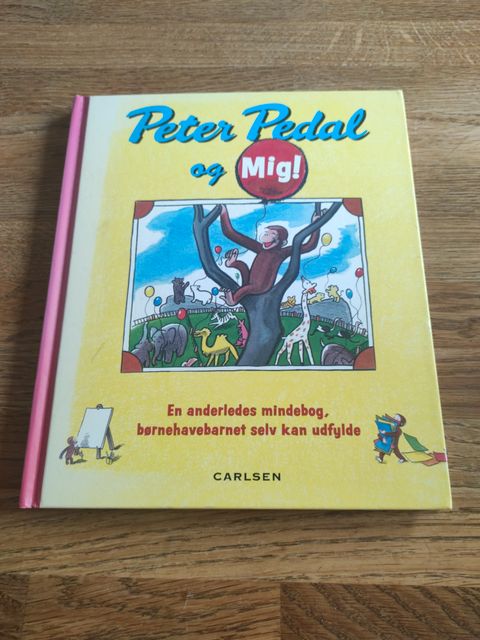 Peter Pedal
og Mig!
En anderledes mindebog,
børnehavebarnet selv kan udfylde
CARLSEN